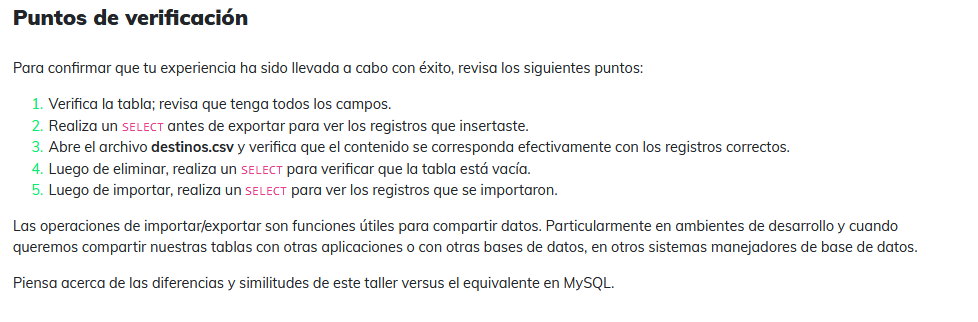 Puntos de verificación
Para confirmar que tu experiencia ha sido llevada a cabo con éxito, revisa los siguientes puntos:
1. Verifica la tabla; revisa que tenga todos los campos.
2. Realiza un SELECT antes de exportar para ver los registros que insertaste.
3. Abre el archivo destinos.csv y verifica que el contenido se corresponda efectivamente con los registros correctos.
4. Luego de eliminar, realiza un SELECT para verificar que la tabla está vacía.
5. Luego de importar, realiza un SELECT para ver los registros que se importaron.
Las operaciones de importar/exportar son funciones útiles para compartir datos. Particularmente en ambientes de desarrollo y cuando
queremos compartir nuestras tablas con otras aplicaciones o con otras bases de datos, en otros sistemas manejadores de base de datos.
Piensa acerca de las diferencias y similitudes de este taller versus el equivalente en MySQL.